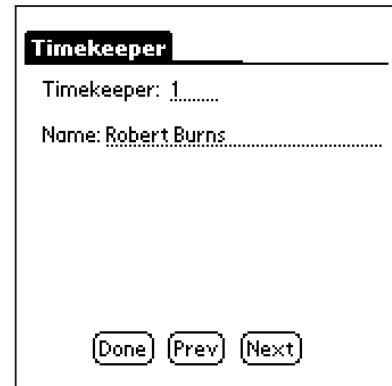 Timekeeper
Timekeeper: 1
Name: Robert Burns
Done Prev Next